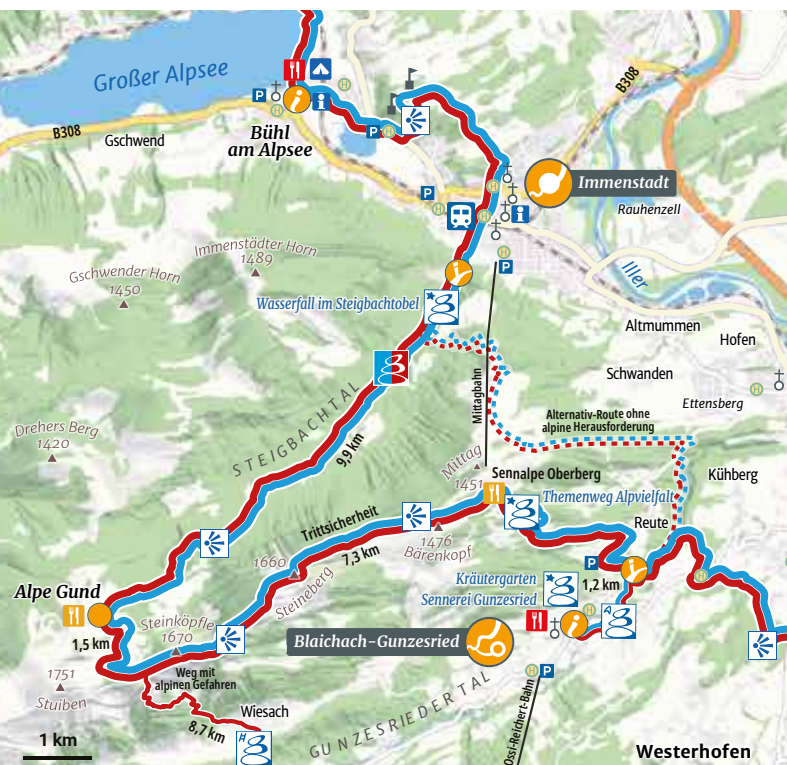 Großer Alpsee
B308
B308
Gschwend
Bühl
am Alpsee
P
i
i
H
H
P
H
Immenstadt
Rauhenzell
P
H
H
H
i
H
P
Iller
Immenstädter Horn
1489
Gschwender Horn
1450
Wasserfall im Steigbachtobel
Altmummen
Hofen
Schwanden
Ettensberg
H
Mittagbahn
Alternativ-Route ohne
alpine Herausforderung
Drehers Berg
1420
STEIGBACHTAL
9,9 km
Mittag
1451
Sennalpe Oberberg
Themenweg Alpvielfalt
Kühberg
Reute
Trittsicherheit
7,3 km
1476
Bärenkopf
1660
Steineberg
P
1,2 km
H
Kräutergarten
Sennerei Gunzesried
Alpe Gund
1,5 km
Steinköpfle
1670
H
i
A
Blaichach-Gunzesried
1751
Stuiben
Weg mit
alpinen Gefahren
Wiesach
8,7 km
H
H
P
GUNZESRIEDERTAL
Ossi-Reichert-Bahn
1 km
Westerhofen